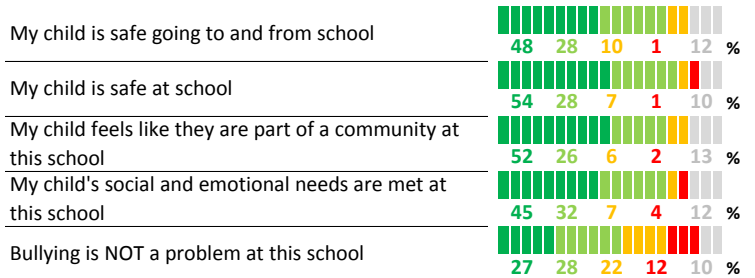 My child is safe going to and from school
48 28 10 1 12 %
My child is safe at school
54 28 7 1 10 %
My child feels like they are part of a community at
this school
52 26 6 2 13 %
My child's social and emotional needs are met at
this school
45 32 7 4 12 %
Bullying is NOT a problem at this school
27 28 22 12 10 %